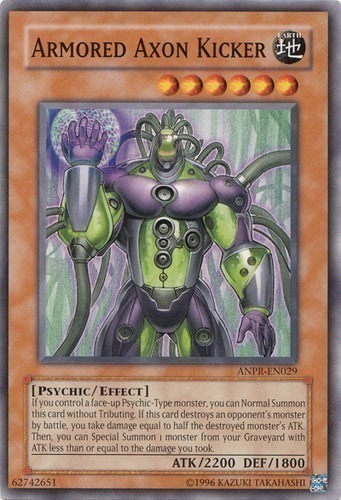 ARMORED AXON KICKER
EARTH
地
ANPR-EN029
[PSYCHIC/EFFECT]
If you control a face-up Psychic-Type monster, you can Normal Summon
this card without Tributing. If this card destroys an opponent's monster
by battle, you take damage equal to half the destroyed monster's ATK.
Then, you can Special Summon 1 monster from your Graveyard with
ATK less than or equal to the damage you took.
ATK/2200 DEF/1800
62742651
©1996 KAZUKI TAKAHASHI